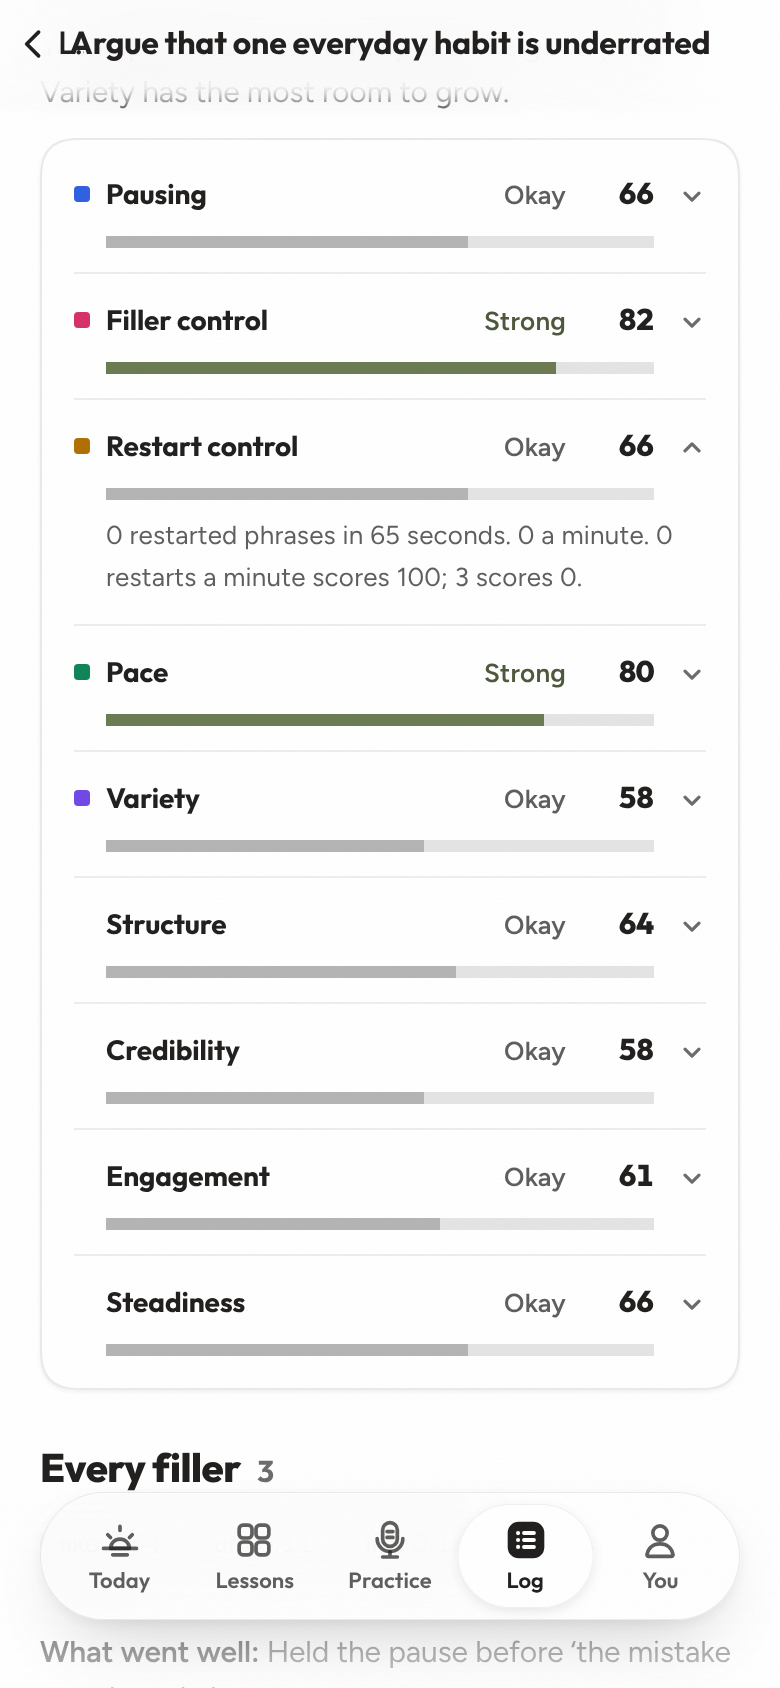 Argue that one everyday habit is underrated
Variety has the most room to grow.
Pausing Okay 66
Filler control Strong 82
Restart control Okay 66
0 restarted phrases in 65 seconds. 0 a minute. 0
restarts a minute scores 100; 3 scores 0.
Pace Strong 80
Variety Okay 58
Structure Okay 64
Credibility Okay 58
Engagement Okay 61
Steadiness Okay 66
Every filler 3
Today Lessons Practice Log You
What went well: Held the pause before ‘the mistake